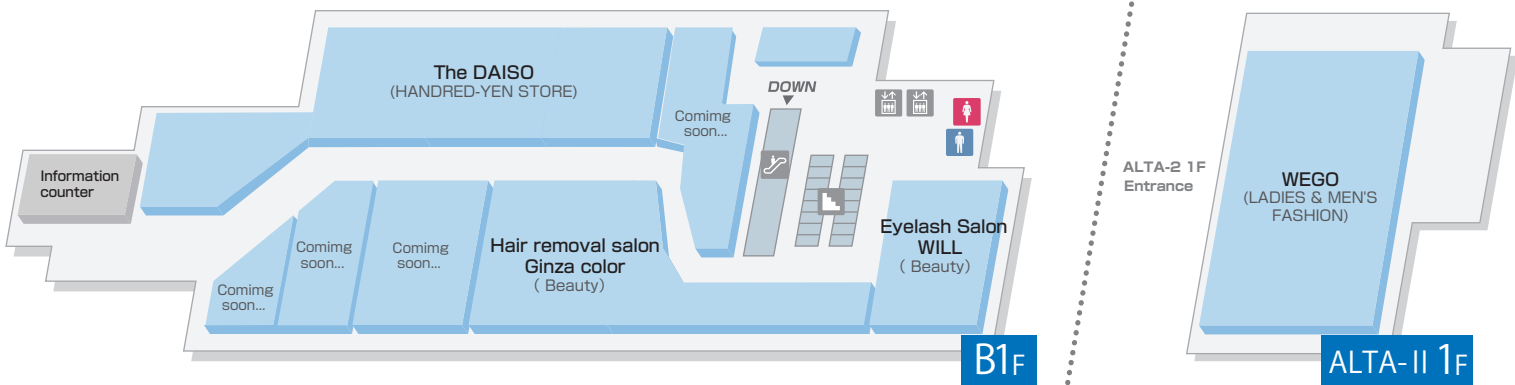 The DAISO
(HANDRED-YEN STORE)
DOWN
Comimg
soon...
Information
counter
Comimg
soon...
Comimg
soon...
Comimg
soon...
Hair removal salon
Ginza color
( Beauty)
Eyelash Salon
WILL
( Beauty)
B1F
ALTA-2 1F
Entrance
WEGO
(LADIES & MEN'S
FASHION)
ALTA-II 1F